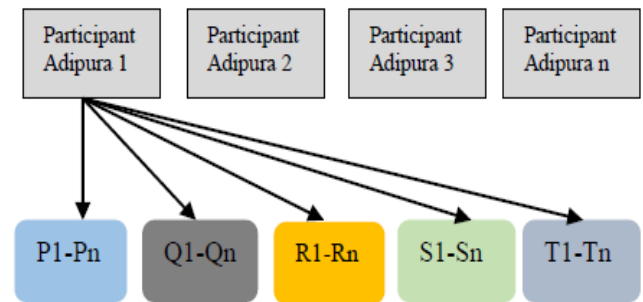 Participant
Adipura 1
Participant
Adipura 2
Participant
Adipura 3
Participant
Adipura n
P1-Pn
Q1-Qn
R1-Rn
S1-Sn
T1-Tn